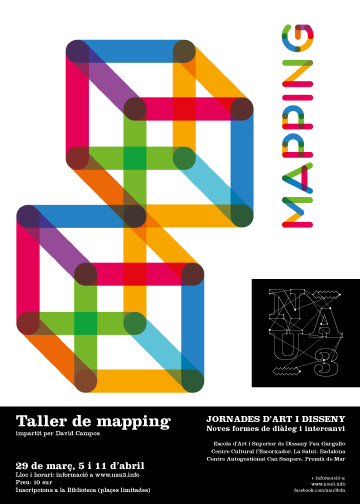 MAPPING
NAU3
Taller de mapping
impartit per David Campos
29 de març, 5 i 11 d'abril
Lloc i horari: informació a www.nau3.info
Preu: 10 eur
Inscripcions a la Biblioteca (places limitades)
JORNADES D'ART I DISSENY
Noves formes de diàleg i intercanvi
Escola d'Art i Superior de Disseny Pau Gargallo
Centre Cultural l'Escorxador. La Salut. Badalona
Centre Autogestionat Can Sanpere. Premià de Mar
+ informació a:
www.nau3.info
facebook.com/nau3bdn